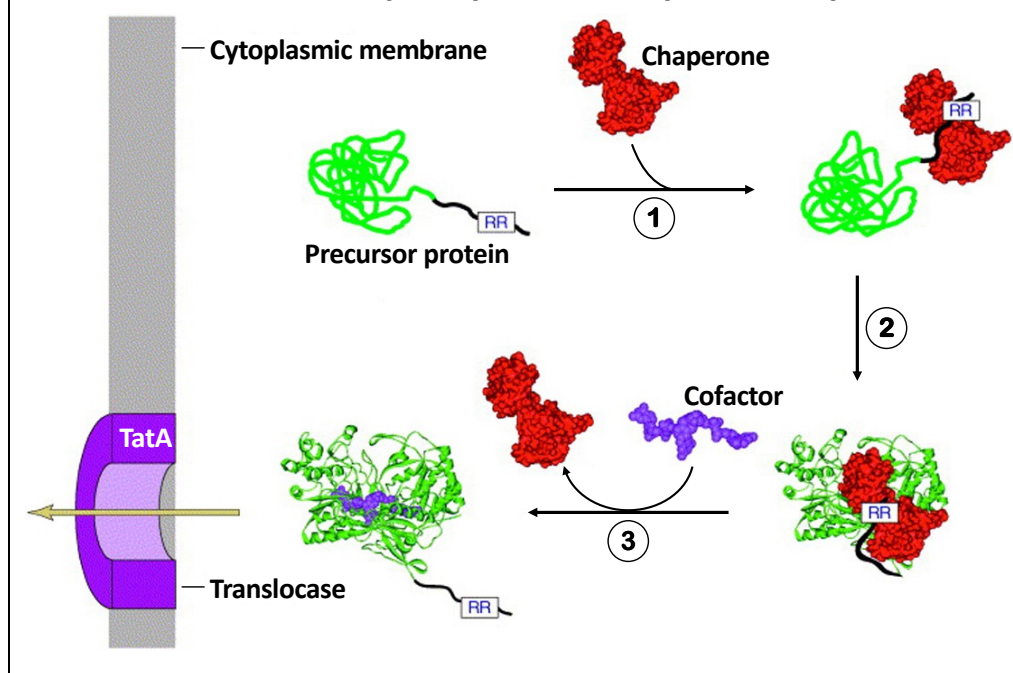 Cytoplasmic membrane
Chaperone
RR
RR
1
Precursor protein
2
Cofactor
TatA
RR
3
Translocase
RR